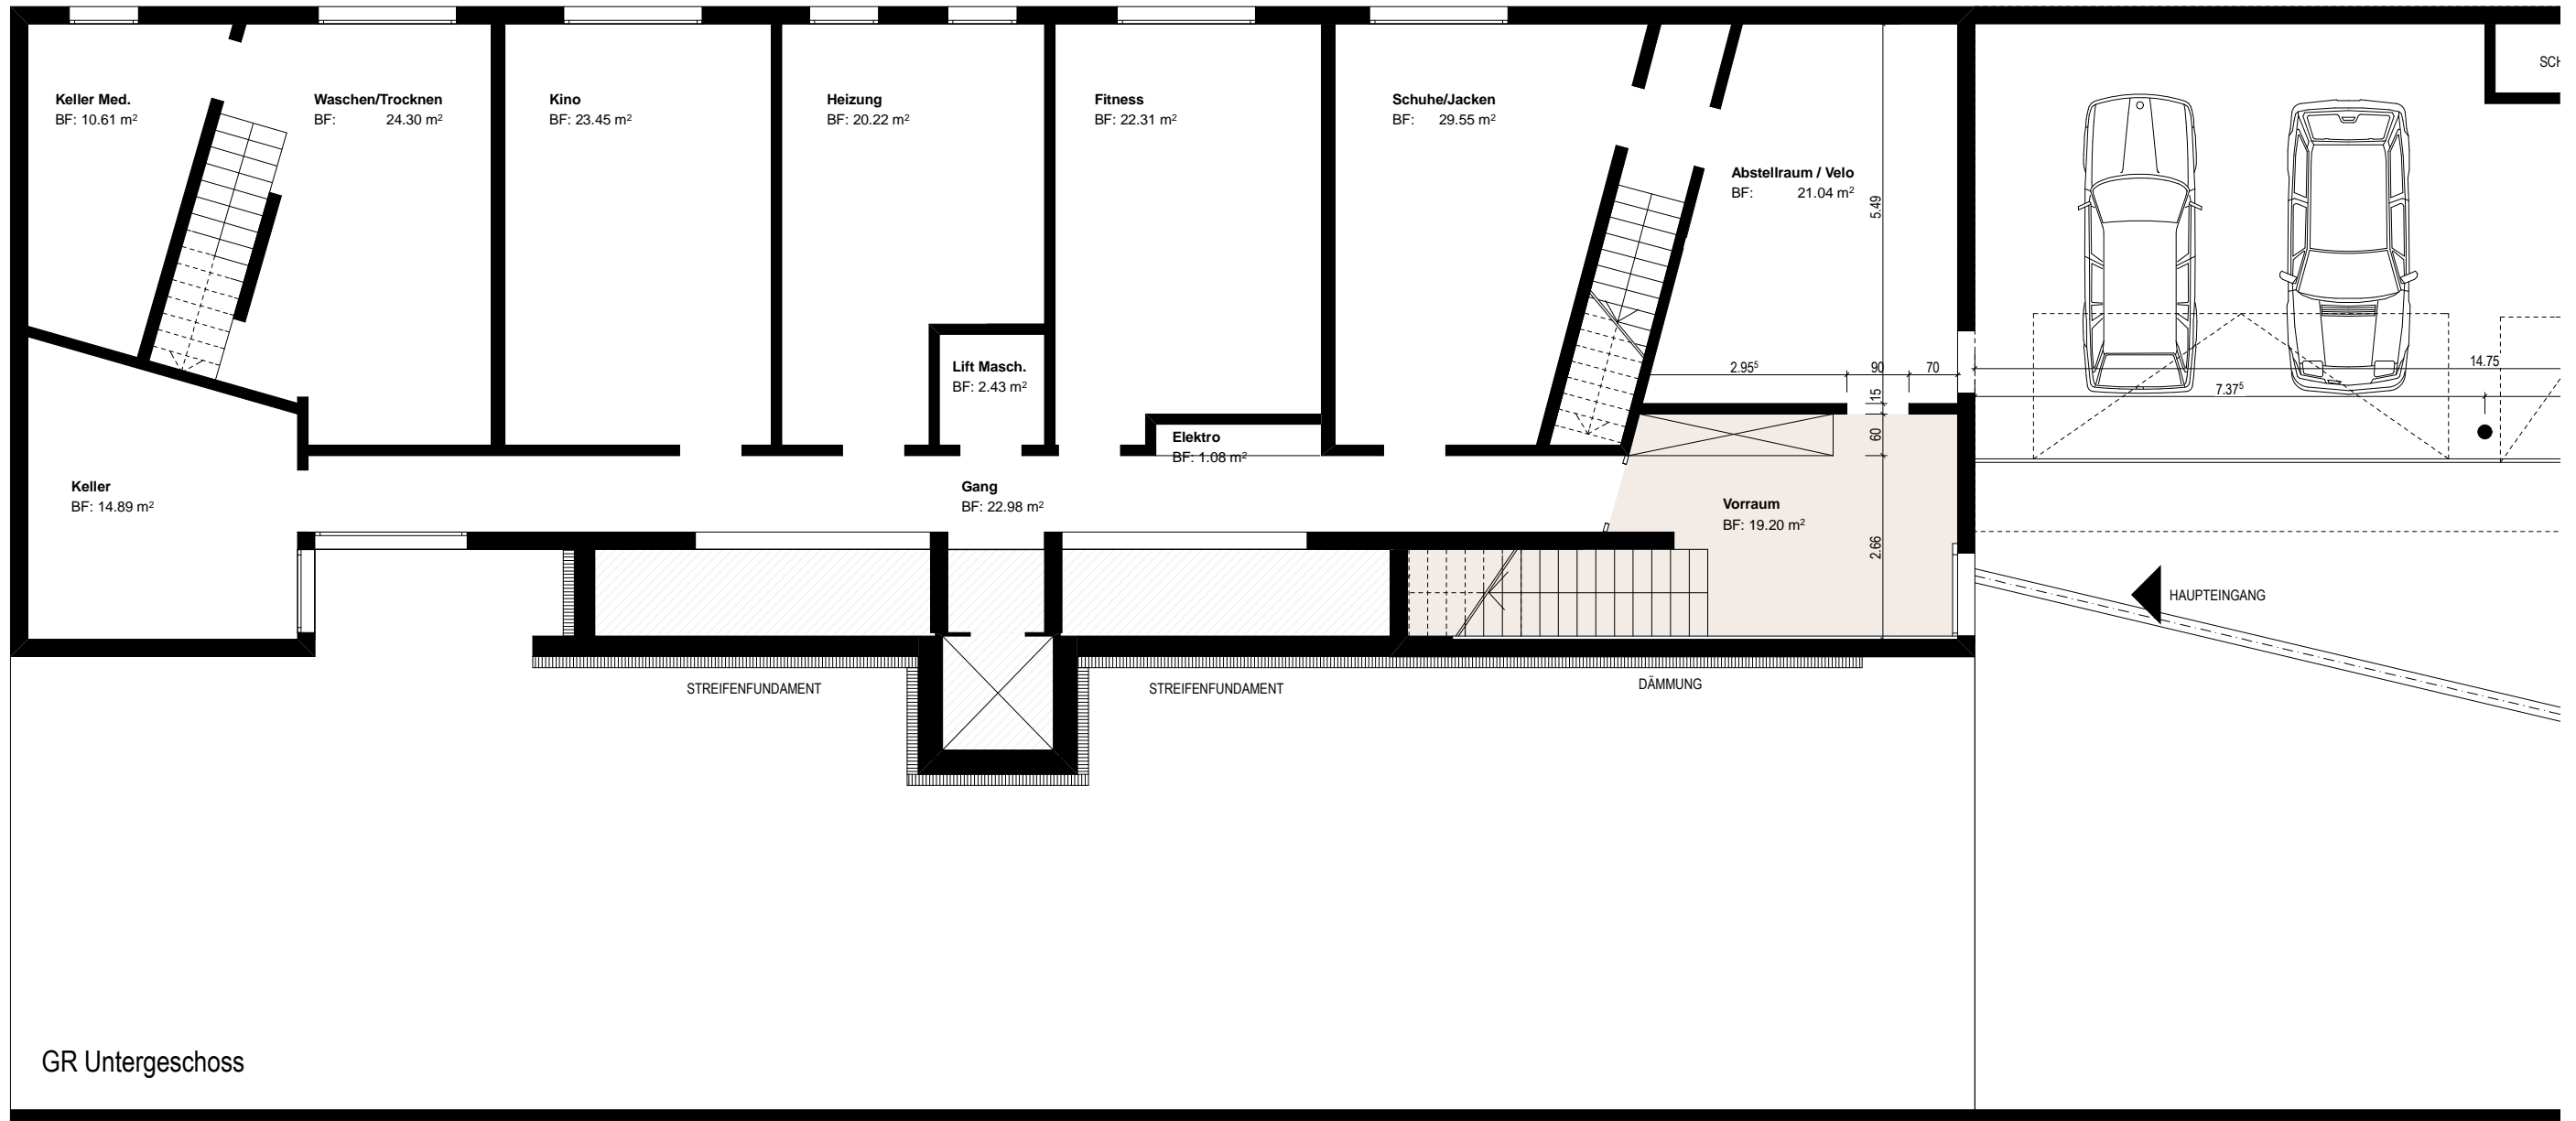 Keller Med.
BF: 10.61 m²
Waschen/Trocknen
BF: 24.30 m²
Kino
BF: 23.45 m²
Heizung
BF: 20.22 m²
Fitness
BF: 22.31 m²
Schuhe/Jacken
BF: 29.55 m²
SCH
Abstellraum / Velo
BF: 21.04 m²
5.49
Lift Masch.
BF: 2.43 m²
2.95⁵
90
70
15
14.75
7.37⁵
Elektro
BF: 1.08 m²
60
Keller
BF: 14.89 m²
Gang
BF: 22.98 m²
Vorraum
BF: 19.20 m²
2.66
HAUPTEINGANG
STREIFENFUNDAMENT
STREIFENFUNDAMENT
DÄMMUNG
GR Untergeschoss